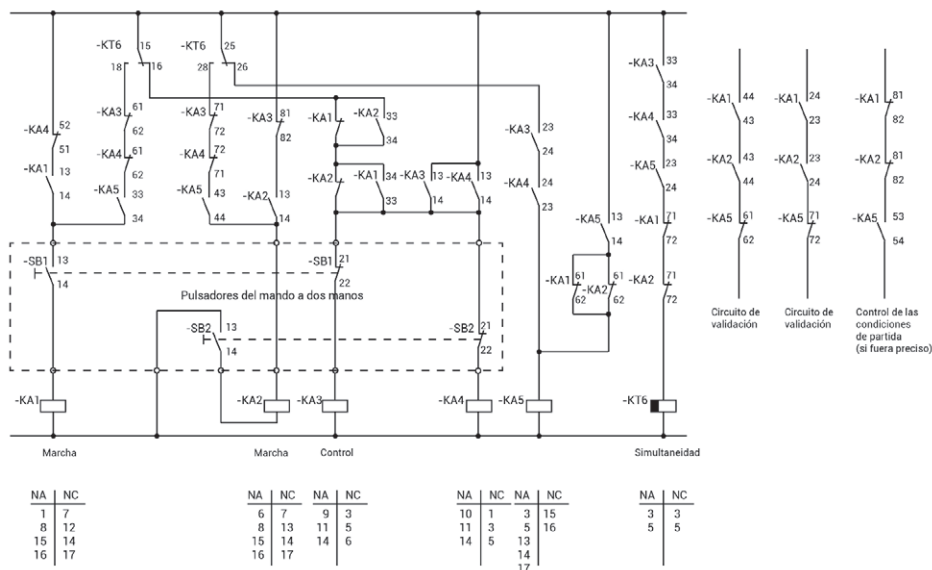 -KT6 15 -KT6 25
18 16 28 26
-KA3 33
34
-KA3 61 -KA3 71 -KA3 81 -KA1 -KA2 33
62 72 82 34
-KA4 52
51
-KA4 61 -KA4 72
62 71
-KA1 13
14
-KA5 33 -KA5 43 -KA2 13
34 44 14
-KA2 -KA1 34 -KA3 13 -KA4 13
33 14 14
-KA3 23
24
-KA4 24
23
-KA4 33
34
-KA5 23
24
-KA5 13
14
-KA1 71
72
-KA1 61 -KA2 61
62 62
-KA2 71
72
-KA1 44 -KA1 24 -KA1 81
43 23 82
-KA2 43 -KA2 23 -KA2 81
44 24 82
-KA5 61 -KA5 71 -KA5 53
62 72 54
-SB1 13 -SB1 21
14 22
Pulsadores del mando a dos manos
-SB2 13 -SB2 21
14 22
Circuito de
validación
Circuito de
validación
Control de las
condiciones
de partida
(si fuera preciso)
-KA1 -KA2 -KA3 -KA4 -KA5 -KT6
Marcha Marcha Control Simultaneidad
NA NC NA NC NA NC NA NC NA NC NA NC
1 7 6 7 9 3 10 1 3 15 3 3
8 12 8 13 11 5 11 3 5 16 5 5
15 14 15 14 14 6 14 5 13
16 17 16 17 14
17